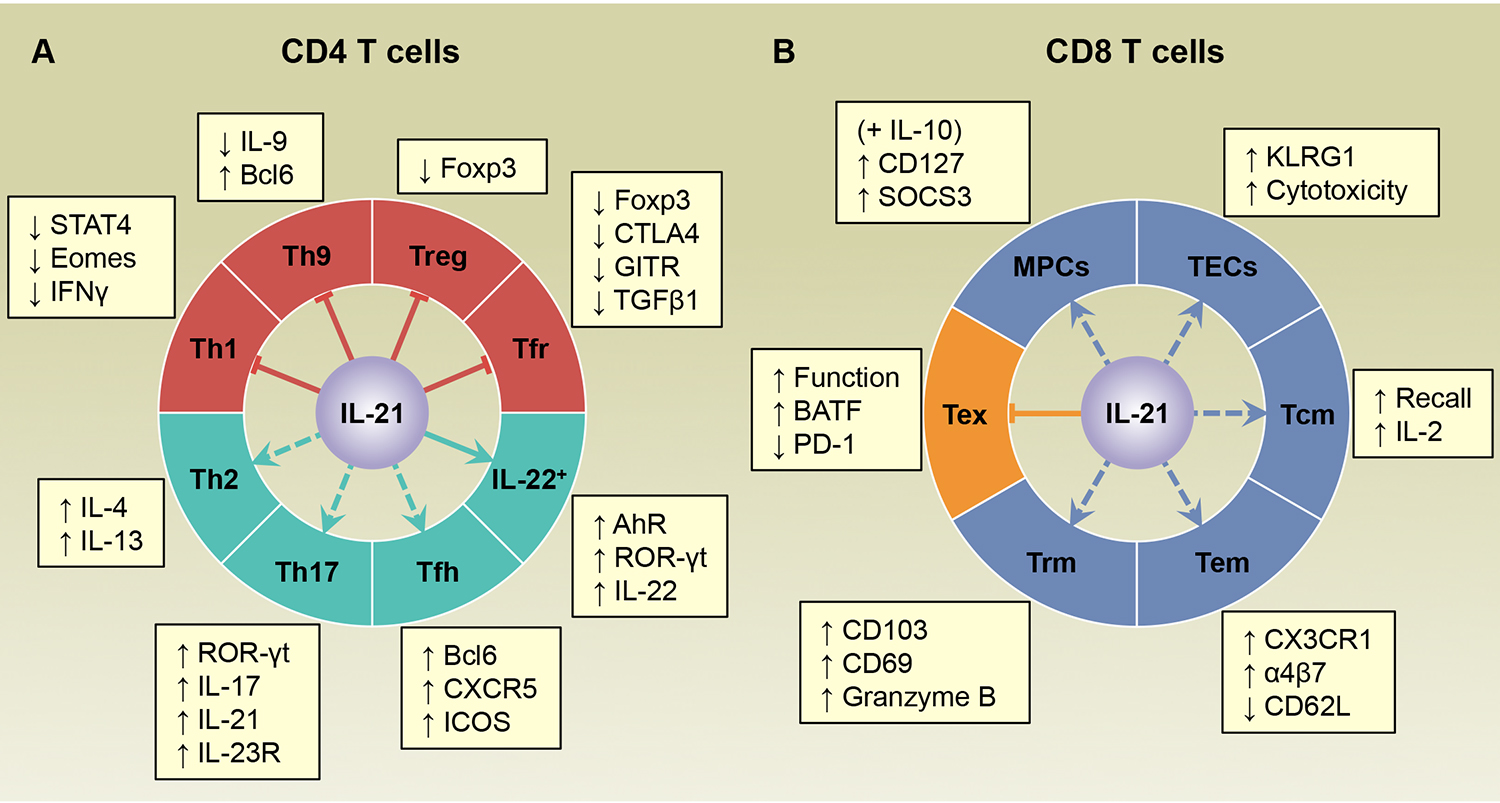 A
CD4 T cells
↓ IL-9
↑ Bcl6
↓ Foxp3
↓ STAT4
↓ Eomes
↓ IFNγ
↓ Foxp3
↓ CTLA4
↓ GITR
↓ TGFβ1
Th9
Treg
Th1
Tfr
IL-21
Th2
IL-22⁺
Th17
Tfh
↑ IL-4
↑ IL-13
↑ AhR
↑ ROR-γt
↑ IL-22
↑ ROR-γt
↑ IL-17
↑ IL-21
↑ IL-23R
↑ Bcl6
↑ CXCR5
↑ ICOS
B
CD8 T cells
(+ IL-10)
↑ CD127
↑ SOCS3
↑ KLRG1
↑ Cytotoxicity
MPCs
TECs
↑ Function
↑ BATF
↓ PD-1
Tex
IL-21
Tcm
↑ Recall
↑ IL-2
Trm
Tem
↑ CD103
↑ CD69
↑ Granzyme B
↑ CX3CR1
↑ α4β7
↓ CD62L